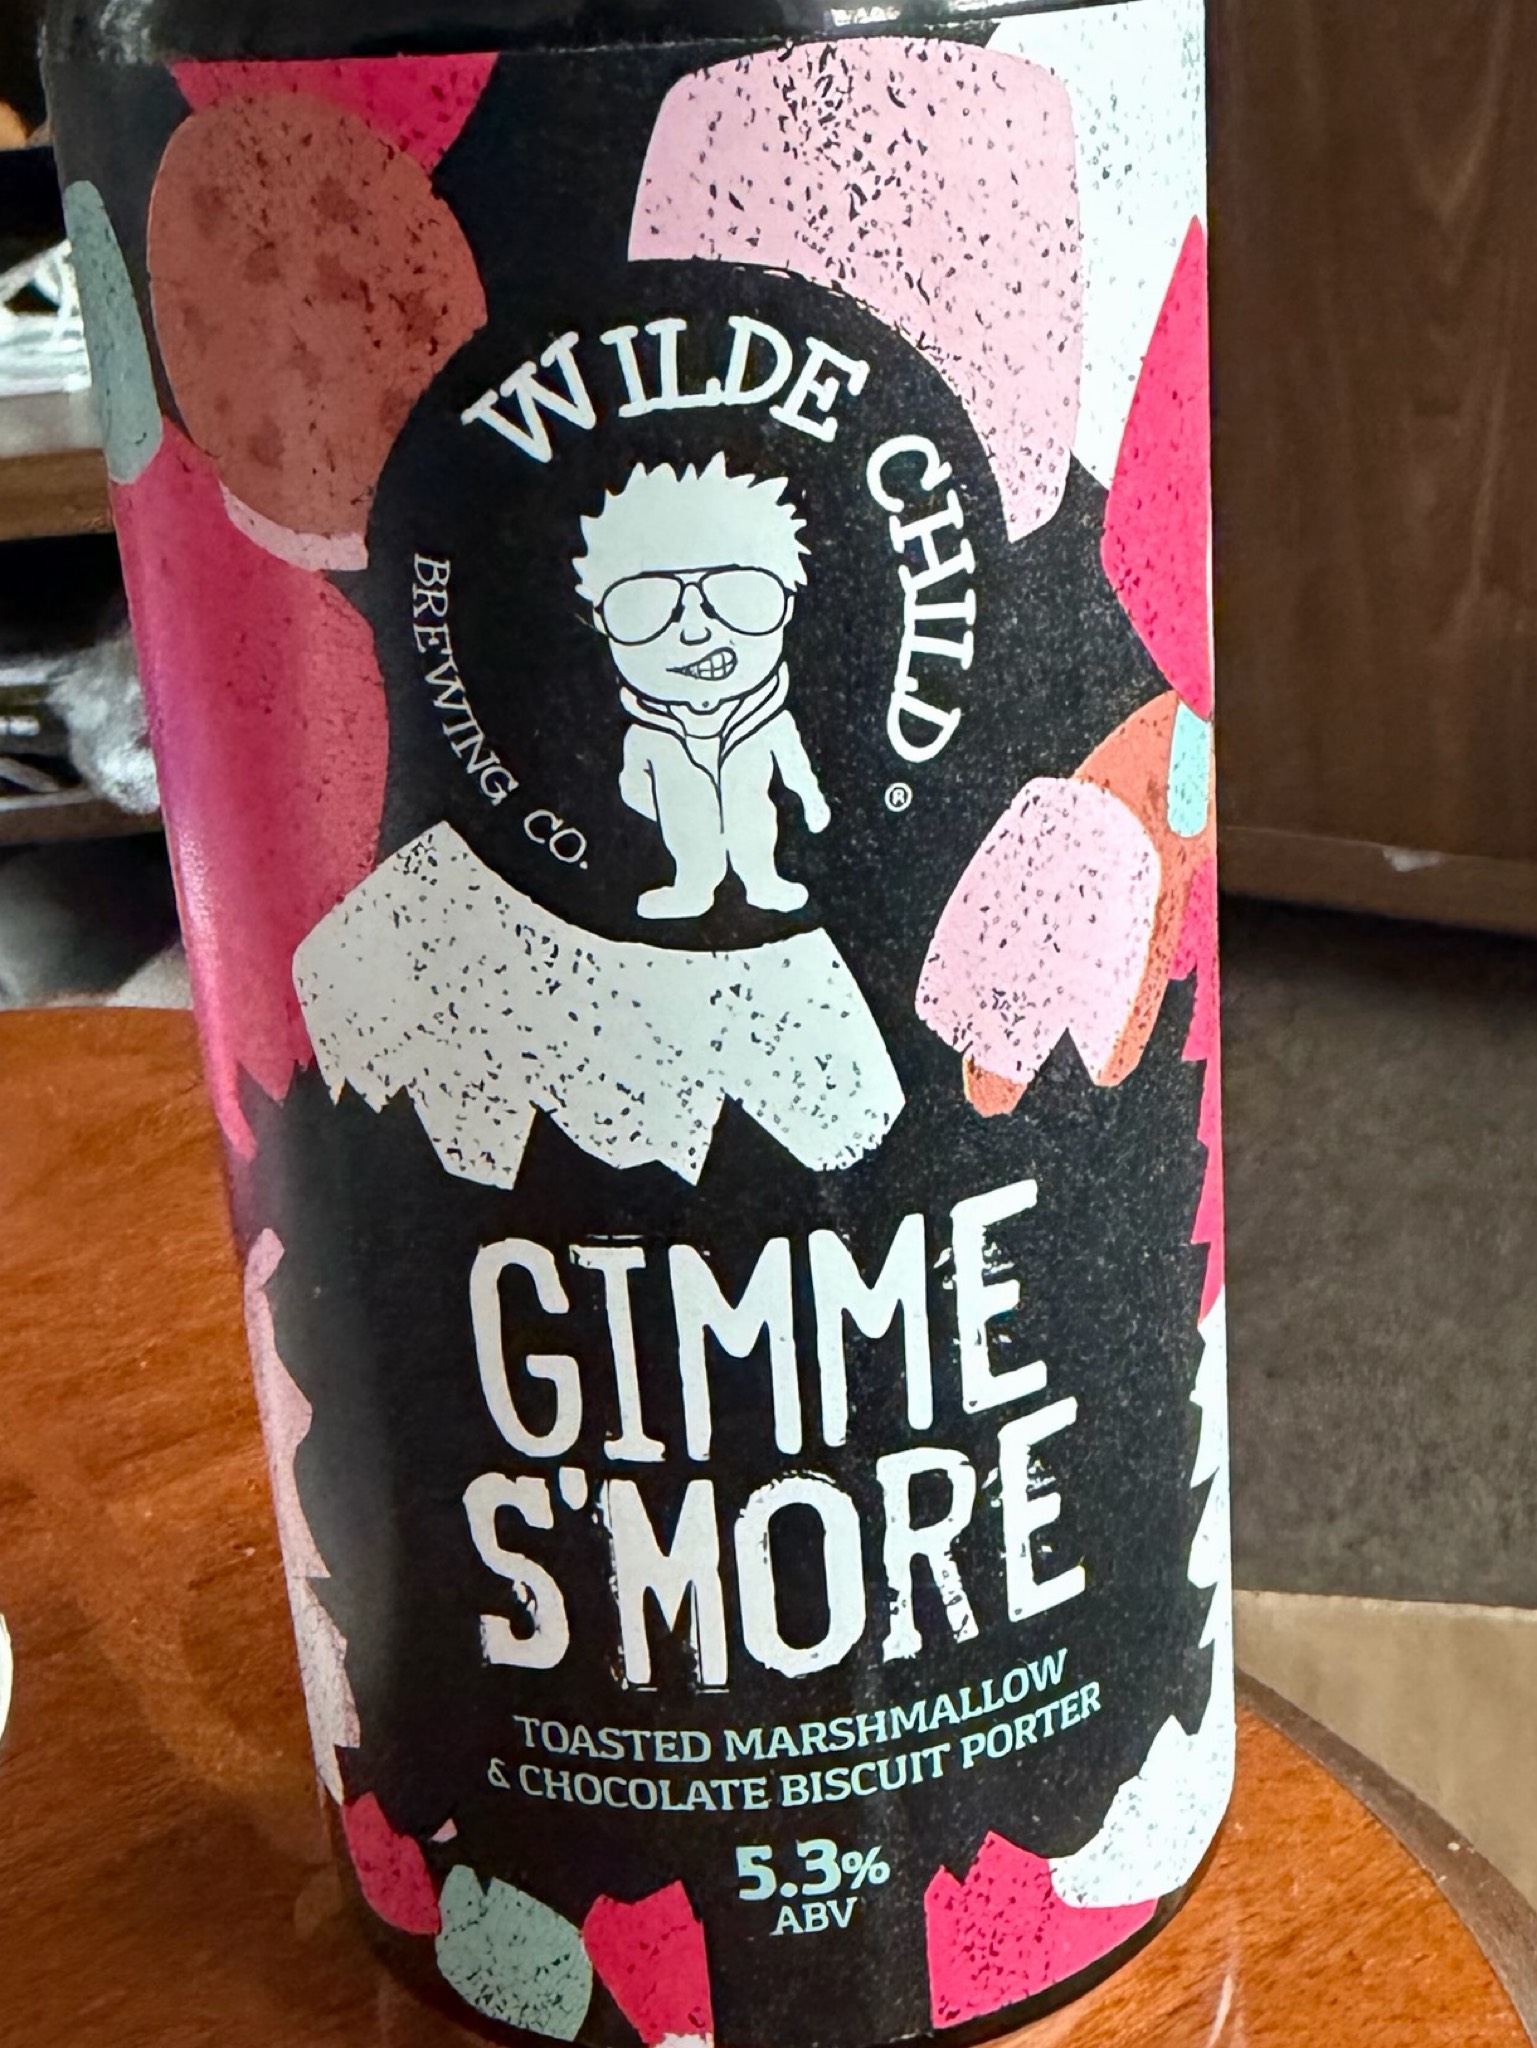 WILDE CHILD
BREWING CO.
®
GIMME
S'MORE
TOASTED MARSHMALLOW
& CHOCOLATE BISCUIT PORTER
5.3%
ABV